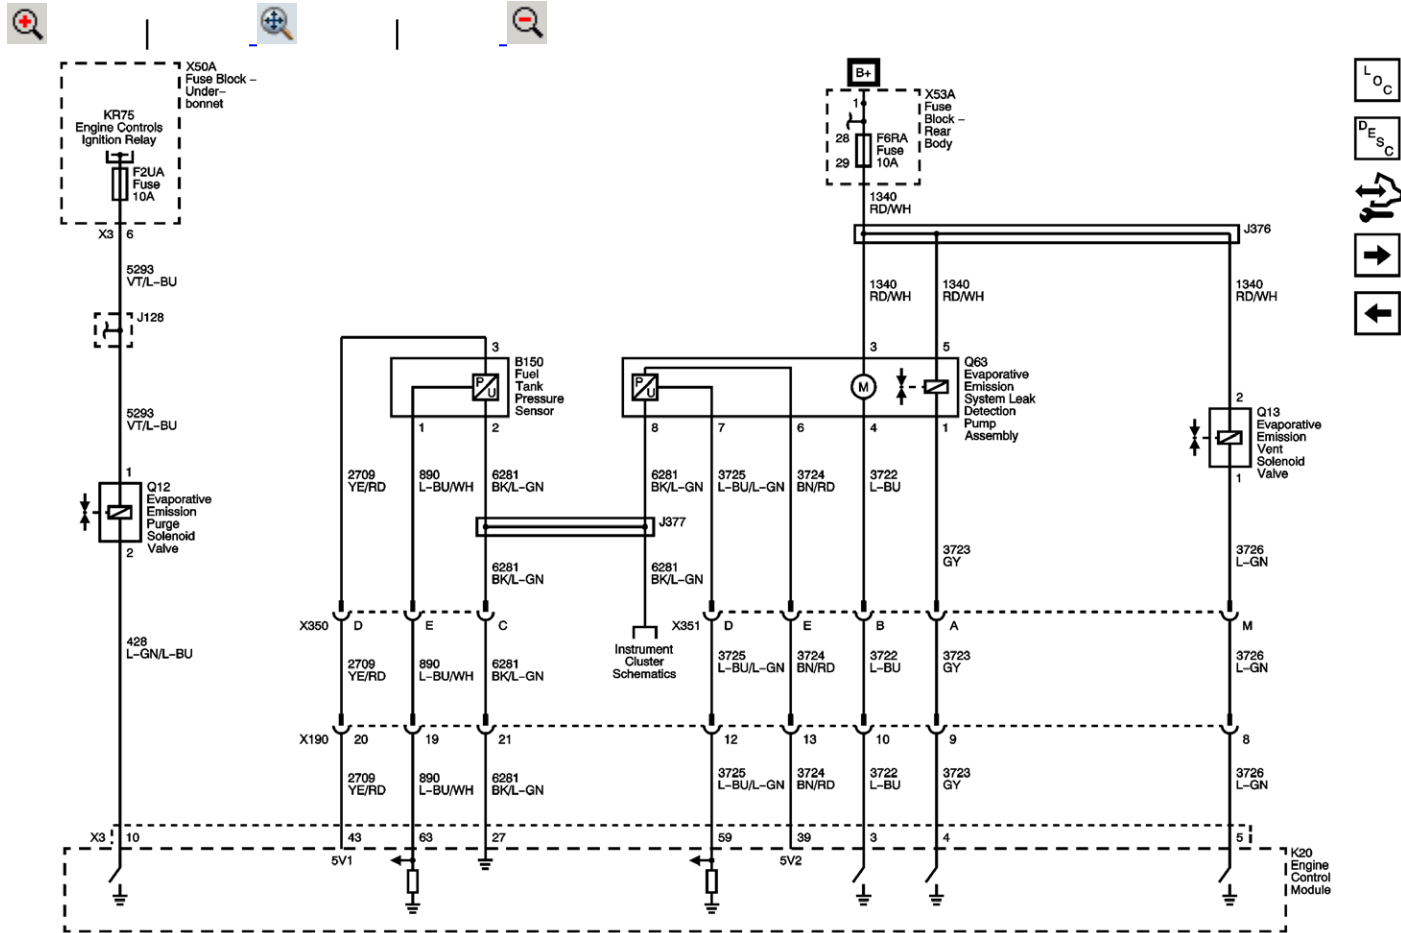 X50A
Fuse Block –
Under–
bonnet
KR75
Engine Controls
Ignition Relay
F2UA
Fuse
10A
X3 6
5293
VT/L–BU
J128
5293
VT/L–BU
1
Q12
Evaporative
Emission
Purge
Solenoid
Valve
2
428
L–GN/L–BU
B+
X53A
Fuse
Block –
Rear
Body
1
28
29
F6RA
Fuse
10A
1340
RD/WH
J376
1340
RD/WH
1340
RD/WH
1340
RD/WH
3
B150
Fuel
Tank
Pressure
Sensor
P
U
1
2
P
U
3
5
M
Q63
Evaporative
Emission
System Leak
Detection
Pump
Assembly
8
7
6
4
1
2
Q13
Evaporative
Emission
Vent
Solenoid
Valve
1
2709
YE/RD
890
L–BU/WH
6281
BK/L–GN
6281
BK/L–GN
3725
L–BU/L–GN
3724
BN/RD
3722
L–BU
J377
6281
BK/L–GN
6281
BK/L–GN
3723
GY
3726
L–GN
X350 D E C
X351 D E B A M
Instrument
Cluster
Schematics
2709
YE/RD
890
L–BU/WH
6281
BK/L–GN
3725
L–BU/L–GN
3724
BN/RD
3722
L–BU
3723
GY
3726
L–GN
X190 20 19 21 12 13 10 9 8
2709
YE/RD
890
L–BU/WH
6281
BK/L–GN
3725
L–BU/L–GN
3724
BN/RD
3722
L–BU
3723
GY
3726
L–GN
X3 10 43 63 27 59 39 3 4 5
5V1
5V2
K20
Engine
Control
Module
LOC
DESC